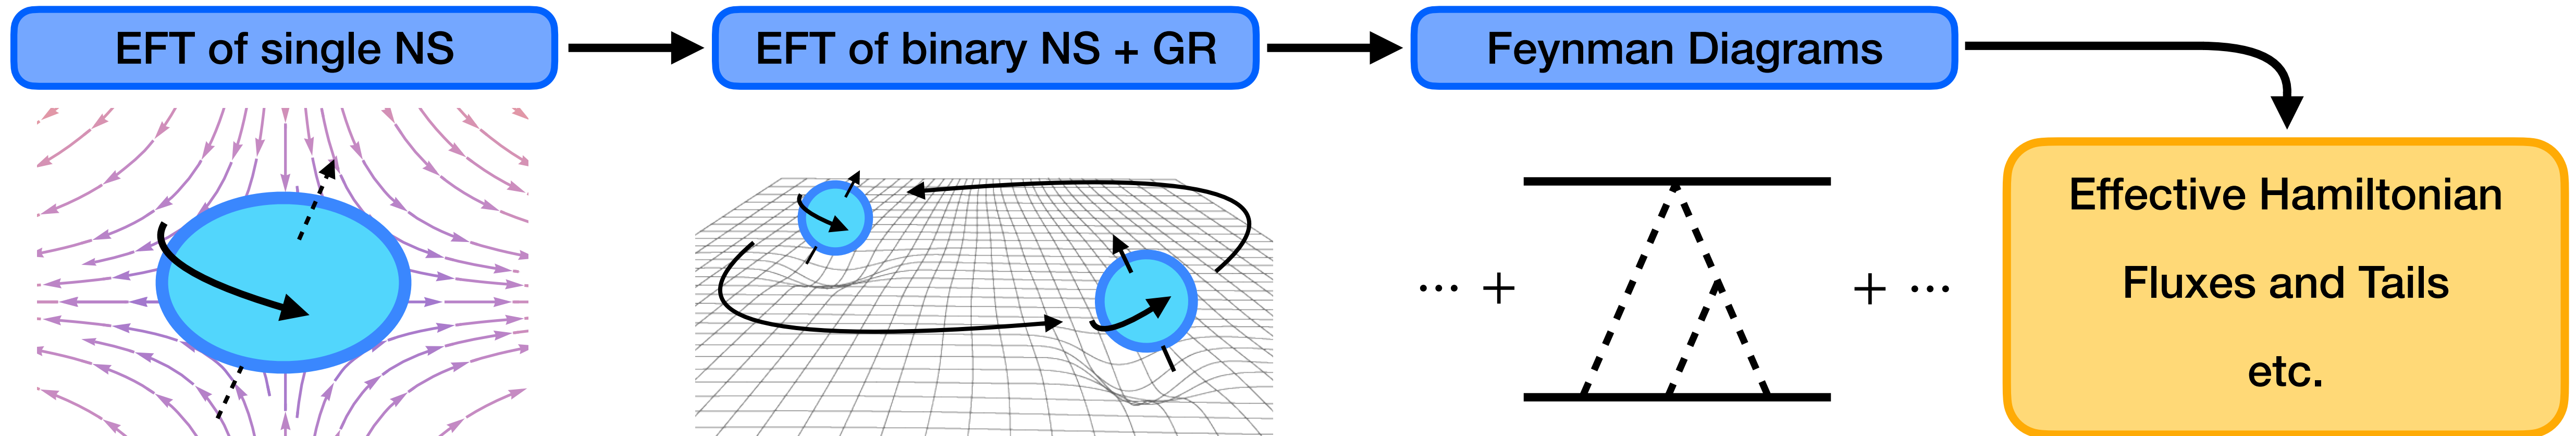 EFT of single NS
EFT of binary NS + GR
Feynman Diagrams
... +
+ ...
Effective Hamiltonian
Fluxes and Tails
etc.